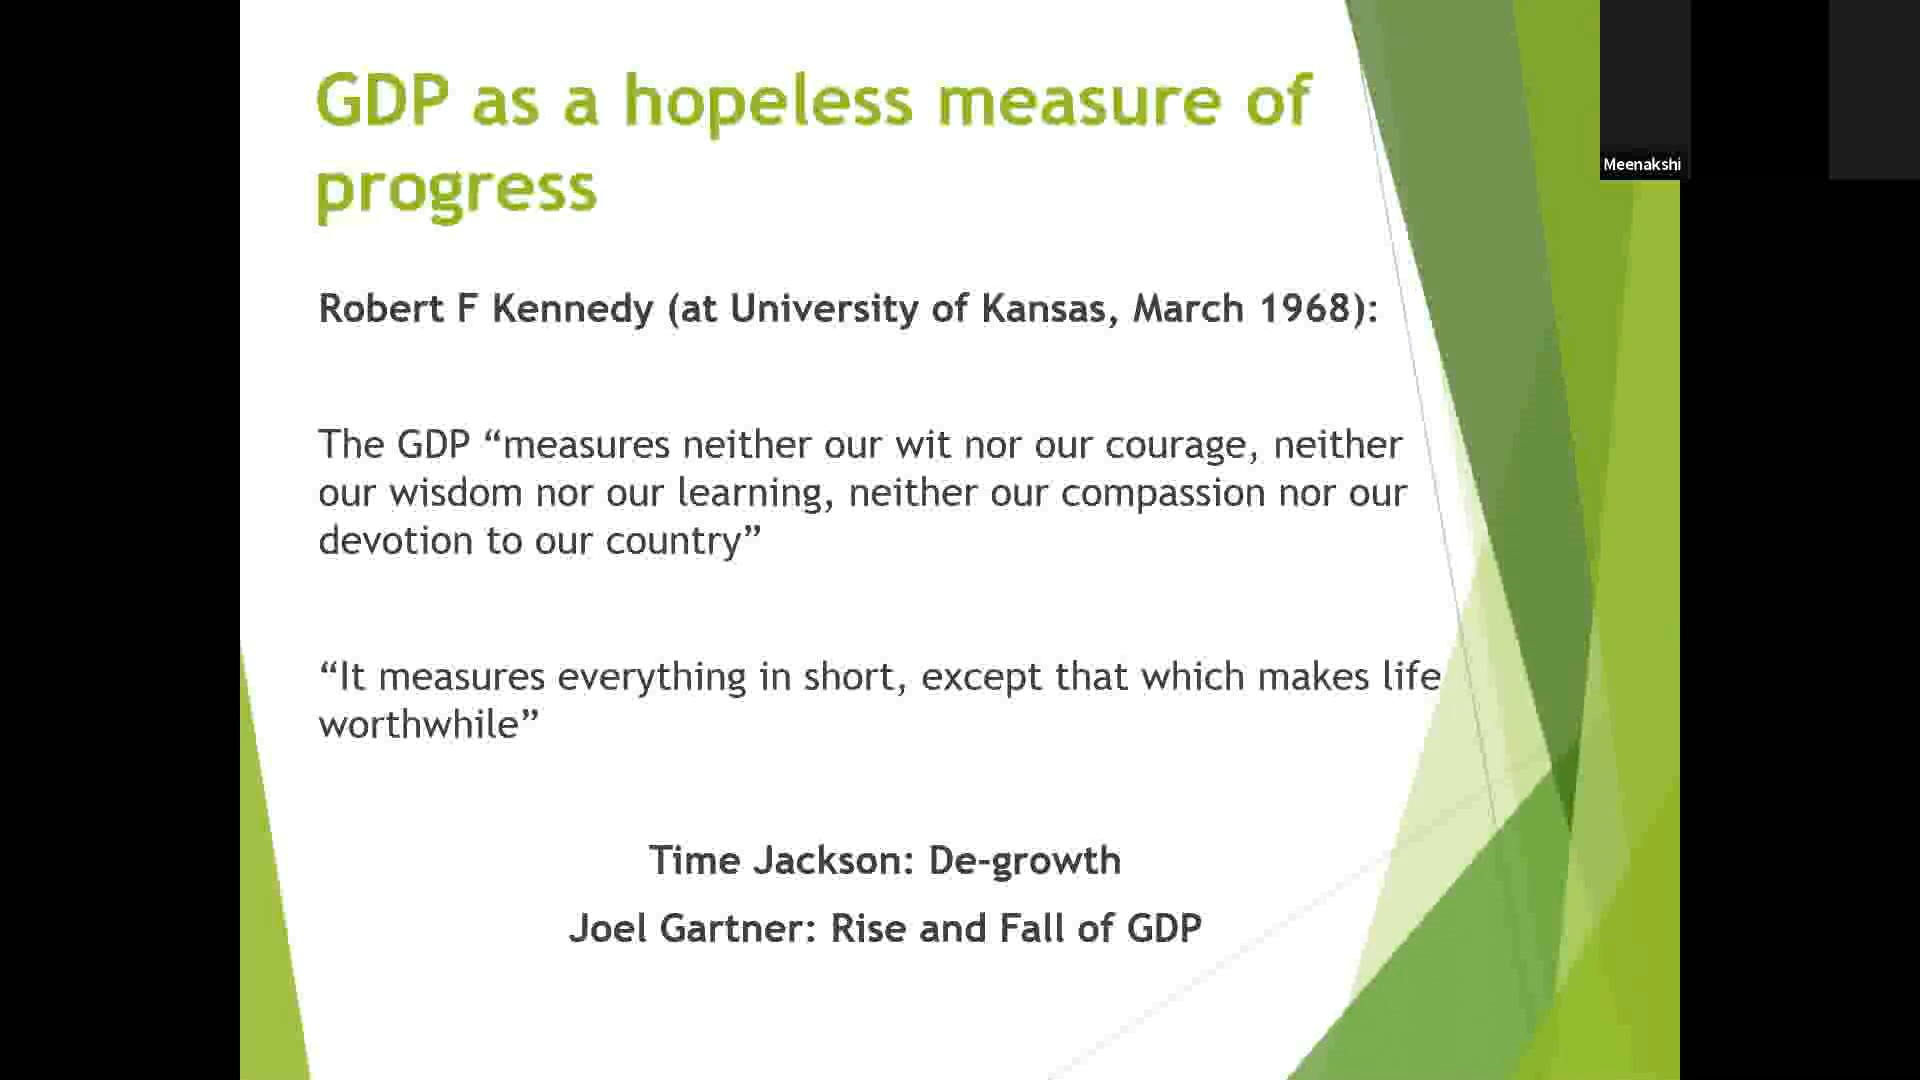 GDP as a hopeless measure of
progress
Meenakshi
Robert F Kennedy (at University of Kansas, March 1968):
The GDP “measures neither our wit nor our courage, neither
our wisdom nor our learning, neither our compassion nor our
devotion to our country”
“It measures everything in short, except that which makes life
worthwhile”
Time Jackson: De-growth
Joel Gartner: Rise and Fall of GDP